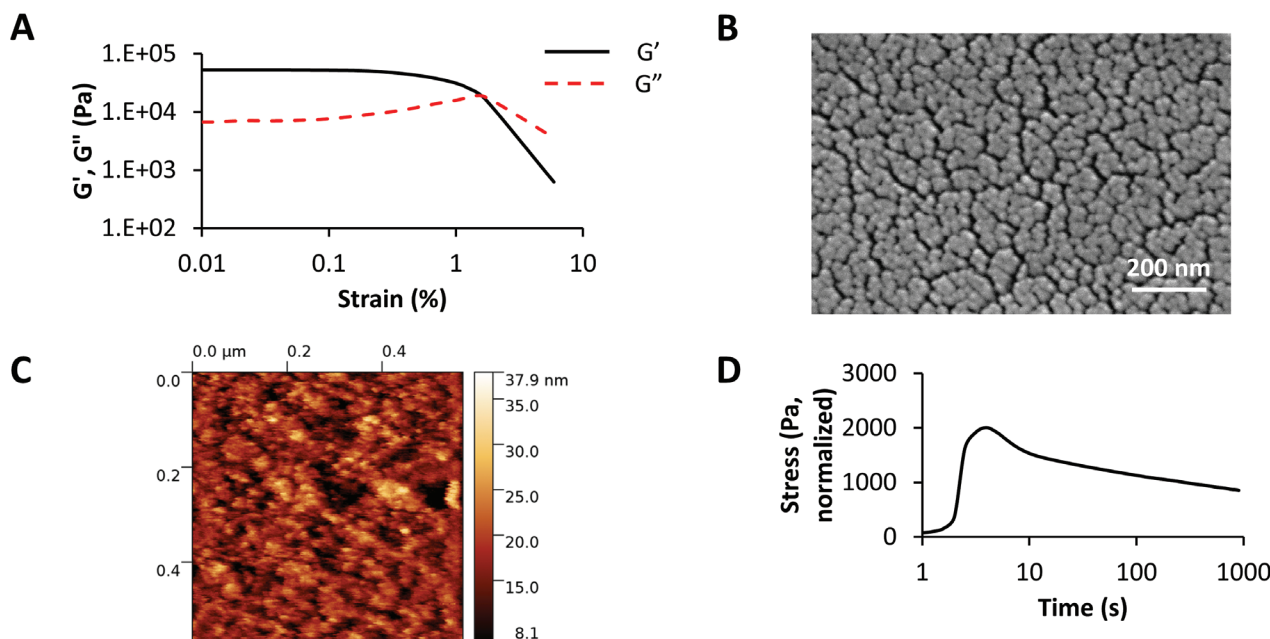 A
G', G" (Pa)
1.E+05
1.E+04
1.E+03
1.E+02
0.01 0.1 1 10
Strain (%)
G’
G”
B
200 nm
C
0.0 µm 0.2 0.4
0.0
0.2
0.4
37.9 nm
35.0
30.0
25.0
20.0
15.0
8.1
D
Stress (Pa,
normalized)
3000
2000
1000
0
1 10 100 1000
Time (s)